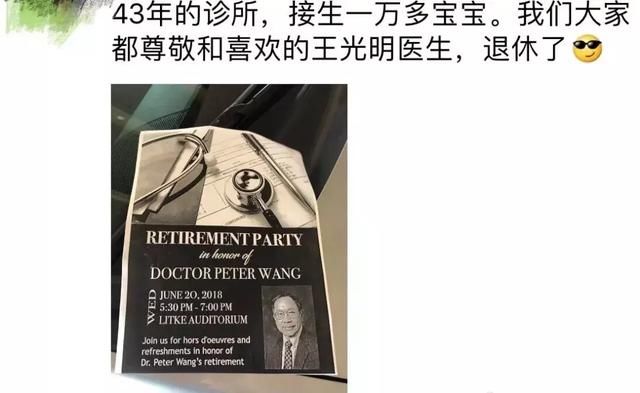 43年的诊所，接生一万多宝宝。我们大家
都尊敬和喜欢的王光明医生，退休了😎
RETIREMENT PARTY
in honor of
DOCTOR PETER WANG
WED
JUNE 20, 2018
5:30 PM - 7:00 PM
LITKE AUDITORIUM
Join us for hors d'oeuvres and
refreshments in honor of
Dr. Peter Wang's retirement